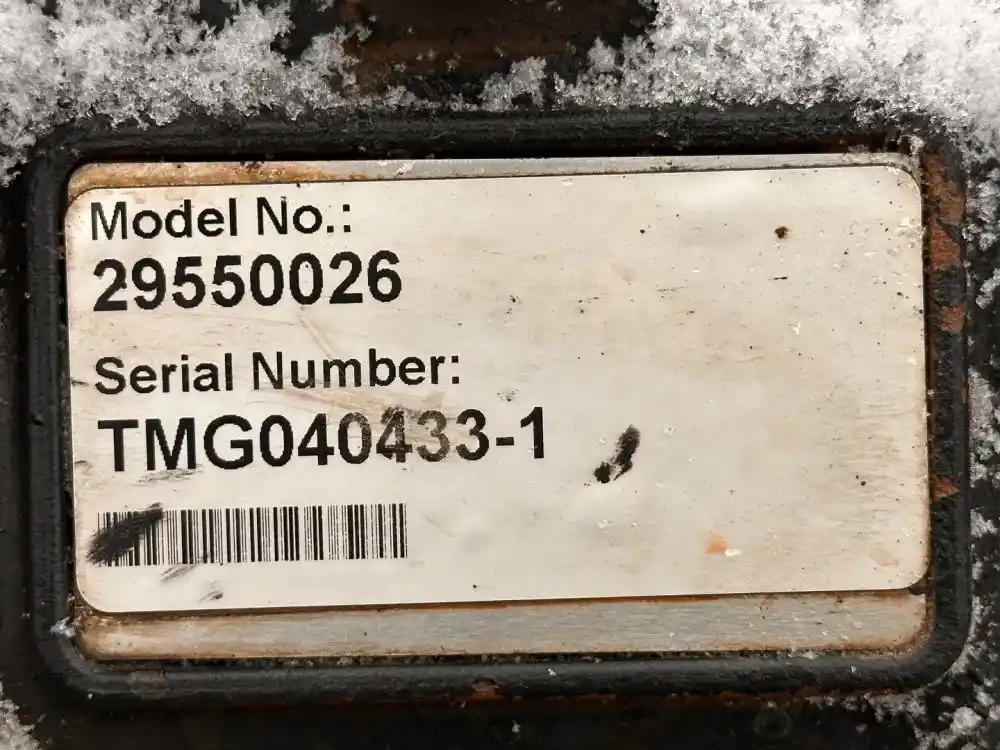 Model No.:
29550026
Serial Number:
TMG040433-1